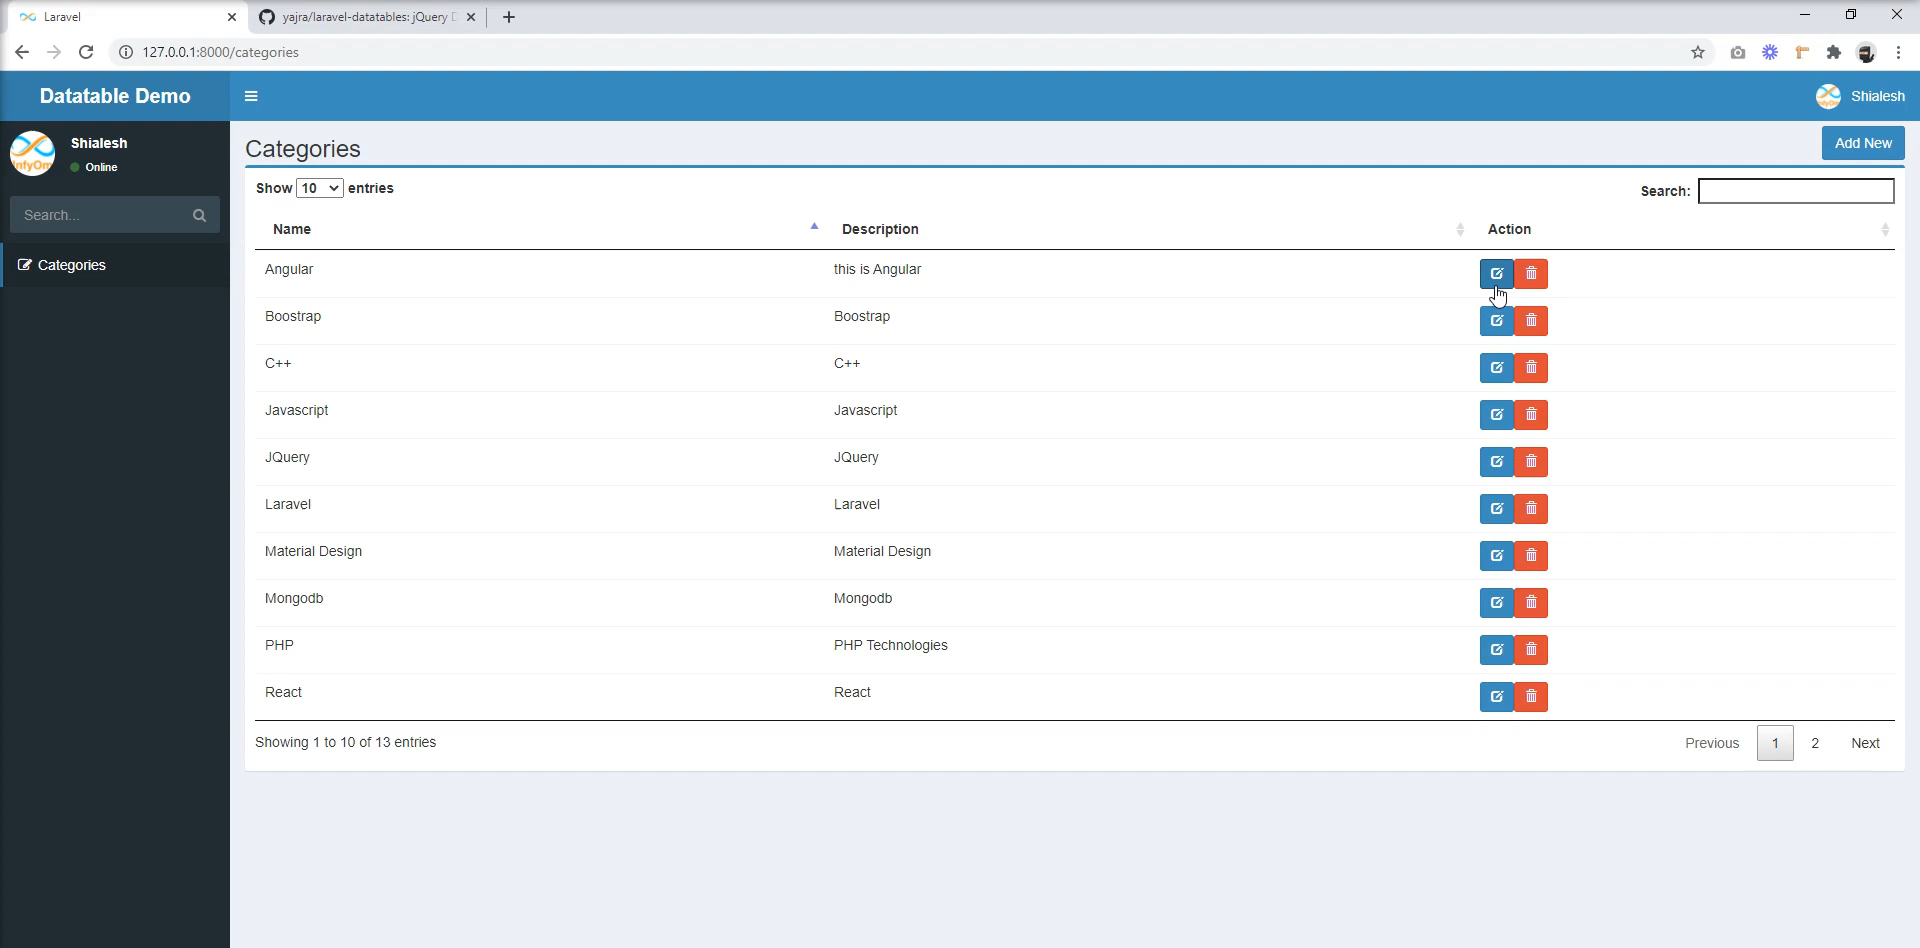 Laravel
yajra/laravel-datatables: jQuery D
127.0.0.1:8000/categories
Datatable Demo
Shialesh
Shialesh
Online
Search...
Categories
Categories
Add New
Show 10 entries
Search:
Name Description Action
Angular this is Angular
Boostrap Boostrap
C++ C++
Javascript Javascript
JQuery JQuery
Laravel Laravel
Material Design Material Design
Mongodb Mongodb
PHP PHP Technologies
React React
Showing 1 to 10 of 13 entries
Previous 1 2 Next